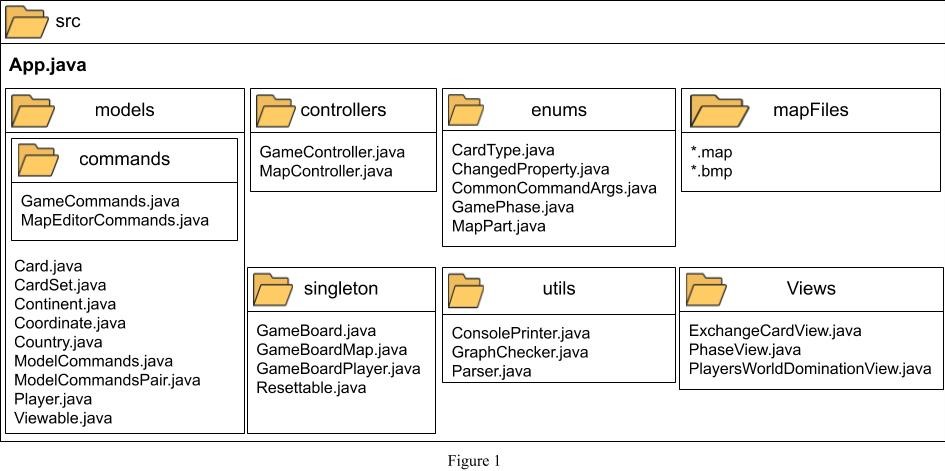 src
App.java
models
commands
GameCommands.java
MapEditorCommands.java
Card.java
CardSet.java
Continent.java
Coordinate.java
Country.java
ModelCommands.java
ModelCommandsPair.java
Player.java
Viewable.java
controllers
GameController.java
MapController.java
enums
CardType.java
ChangedProperty.java
CommonCommandArgs.java
GamePhase.java
MapPart.java
mapFiles
*.map
*.bmp
singleton
GameBoard.java
GameBoardMap.java
GameBoardPlayer.java
Resettable.java
utils
ConsolePrinter.java
GraphChecker.java
Parser.java
Views
ExchangeCardView.java
PhaseView.java
PlayersWorldDominationView.java
Figure 1